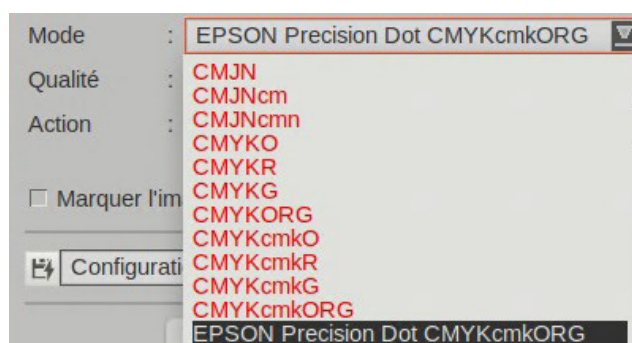 Mode : EPSON Precision Dot CMYKcmkORG
Qualité :
CMJN
CMJNcm
Action :
CMJNcmn
CMYKO
CMYKR
Marquer l'im
CMYKG
CMYKORG
CMYKcmkO
CMYKcmkR
Configurati
CMYKcmkG
CMYKcmkORG
EPSON Precision Dot CMYKcmkORG